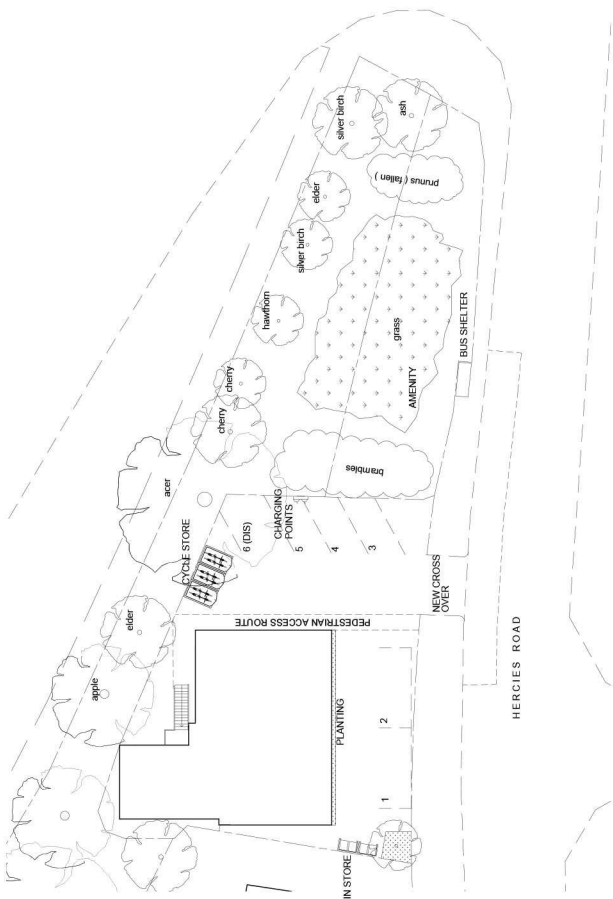 silver birch
ash
elder
prunus ( fallen )
silver birch
hawthorn
grass
cherry
AMENITY
BUS SHELTER
cherry
brambles
acer
CHARGING
POINTS
CYCLE STORE
6 (DIS)
5
4
3
elder
PEDESTRIAN ACCESS ROUTE
NEW CROSS
OVER
apple
HERCIES ROAD
PLANTING
2
1
IN STORE